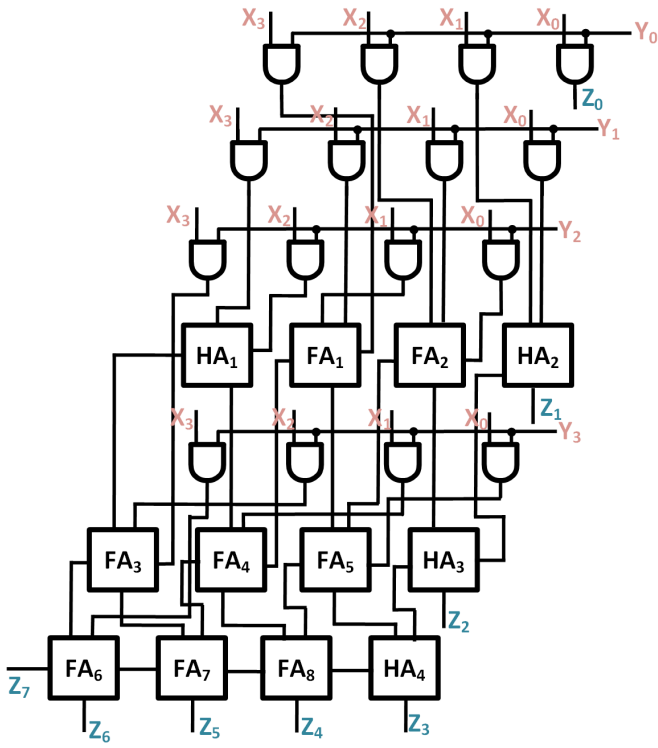 X₃ X₂ X₁ X₀ Y₀
Z₀
X₃ X₂ X₁ X₀ Y₁
X₃ X₂ X₁ X₀ Y₂
HA₁ FA₁ FA₂ HA₂
Z₁
X₃ X₂ X₁ X₀ Y₃
FA₃ FA₄ FA₅ HA₃
Z₂
FA₆ FA₇ FA₈ HA₄
Z₇
Z₆ Z₅ Z₄ Z₃